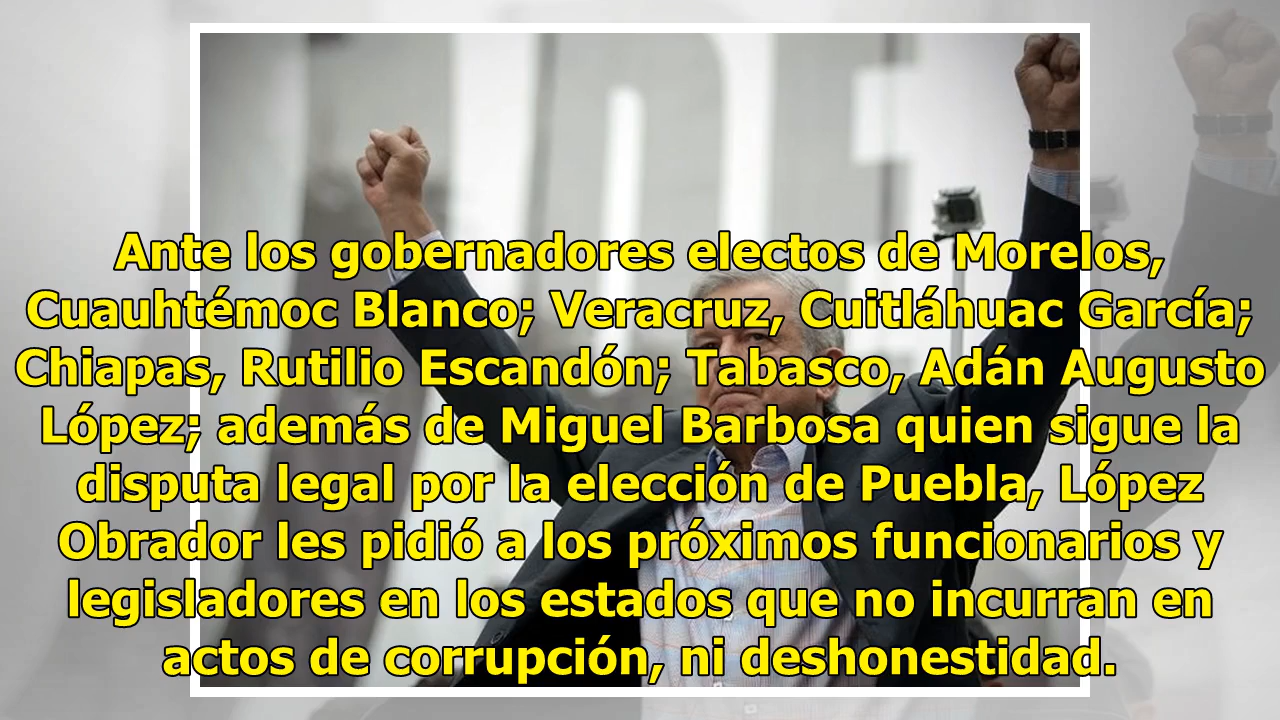 Ante los gobernadores electos de Morelos,
Cuauhtémoc Blanco; Veracruz, Cuitláhuac García;
Chiapas, Rutilio Escandón; Tabasco, Adán Augusto
López; además de Miguel Barbosa quien sigue la
disputa legal por la elección de Puebla, López
Obrador les pidió a los próximos funcionarios y
legisladores en los estados que no incurran en
actos de corrupción, ni deshonestidad.